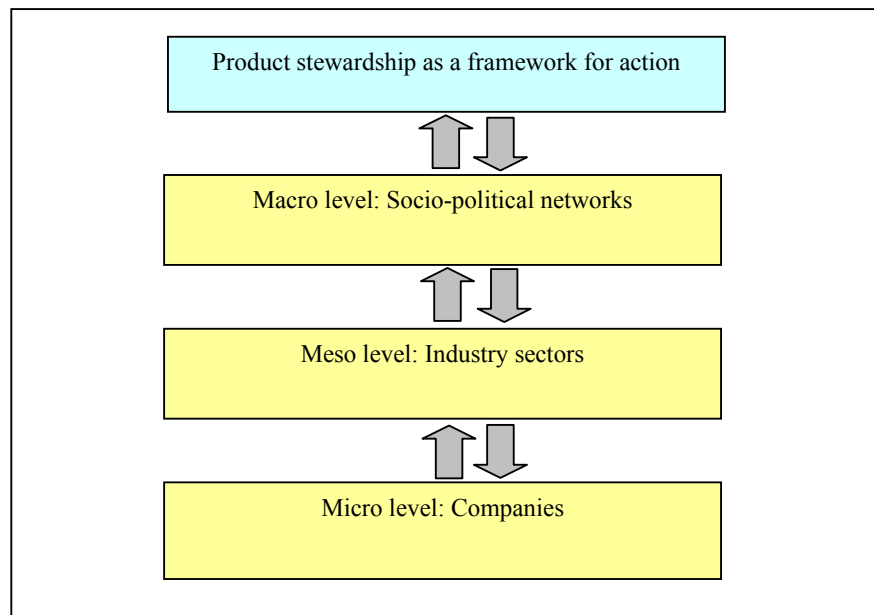 Product stewardship as a framework for action
Macro level: Socio-political networks
Meso level: Industry sectors
Micro level: Companies